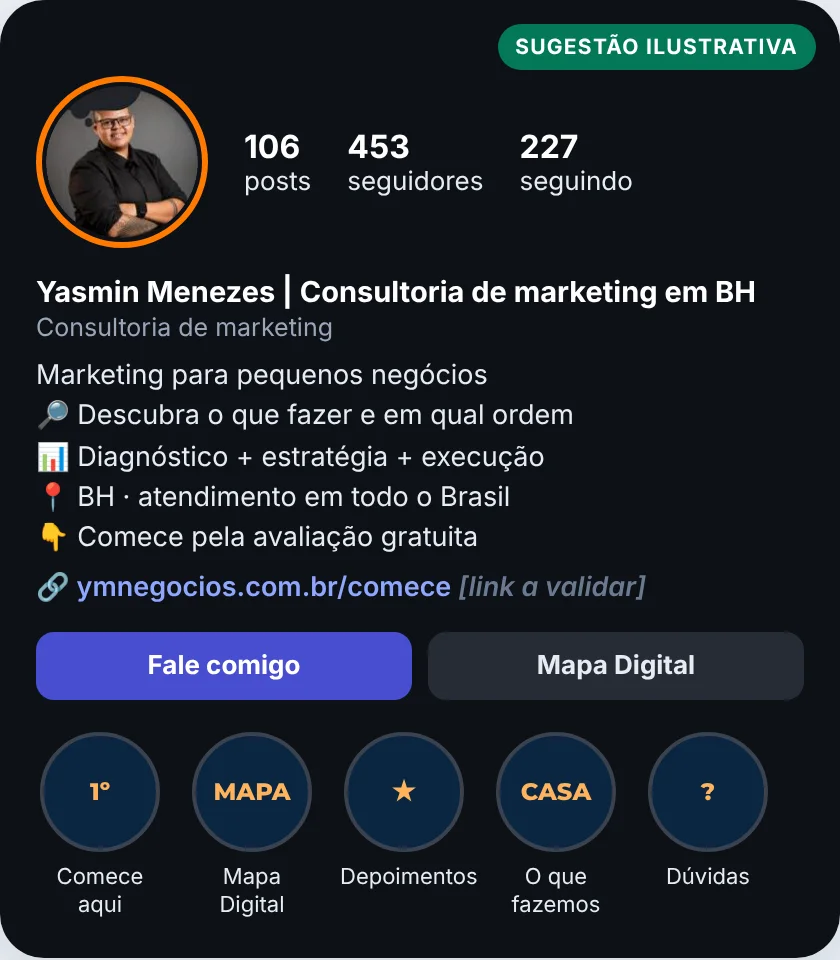 SUGESTÃO ILUSTRATIVA
106 453 227
posts seguidores seguindo
Yasmin Menezes | Consultoria de marketing em BH
Consultoria de marketing
Marketing para pequenos negócios
🔎 Descubra o que fazer e em qual ordem
📊 Diagnóstico + estratégia + execução
📍 BH · atendimento em todo o Brasil
👇 Comece pela avaliação gratuita
🔗 ymnegocios.com.br/comece [link a validar]
Fale comigo Mapa Digital
1º MAPA ★ CASA ?
Comece aqui
Mapa Digital
Depoimentos
O que fazemos
Dúvidas